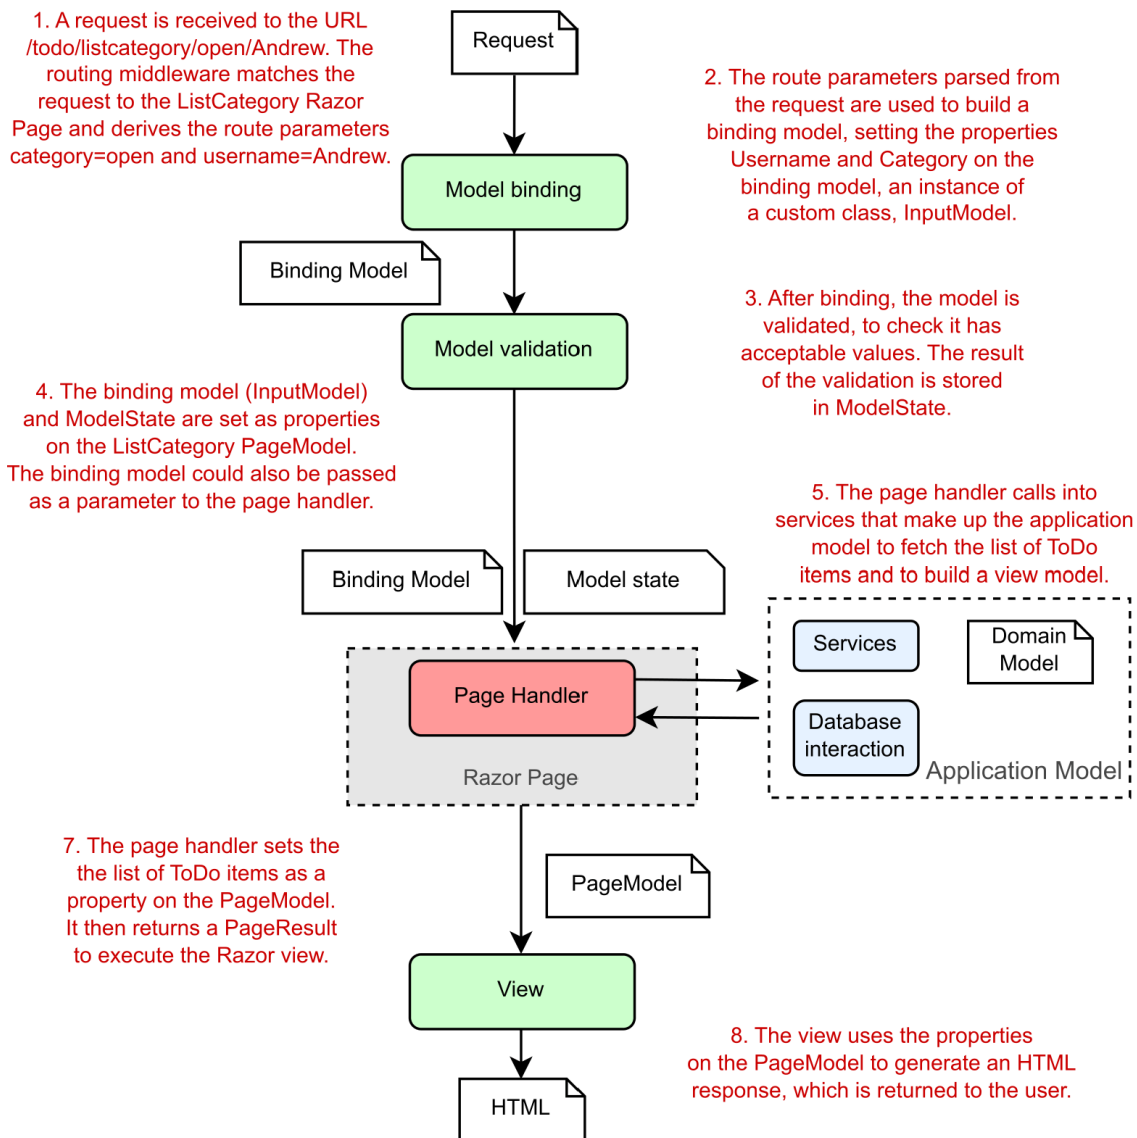 1. A request is received to the URL
/todo/listcategory/open/Andrew. The
routing middleware matches the
request to the ListCategory Razor
Page and derives the route parameters
category=open and username=Andrew.
Request
2. The route parameters parsed from
the request are used to build a
binding model, setting the properties
Username and Category on the
binding model, an instance of
a custom class, InputModel.
Model binding
Binding Model
3. After binding, the model is
validated, to check it has
acceptable values. The result
of the validation is stored
in ModelState.
Model validation
4. The binding model (InputModel)
and ModelState are set as properties
on the ListCategory PageModel.
The binding model could also be passed
as a parameter to the page handler.
5. The page handler calls into
services that make up the application
model to fetch the list of ToDo
items and to build a view model.
Binding Model
Model state
Services
Domain
Model
Page Handler
Database
interaction
Razor Page
Application Model
7. The page handler sets the
the list of ToDo items as a
property on the PageModel.
It then returns a PageResult
to execute the Razor view.
PageModel
View
8. The view uses the properties
on the PageModel to generate an HTML
response, which is returned to the user.
HTML